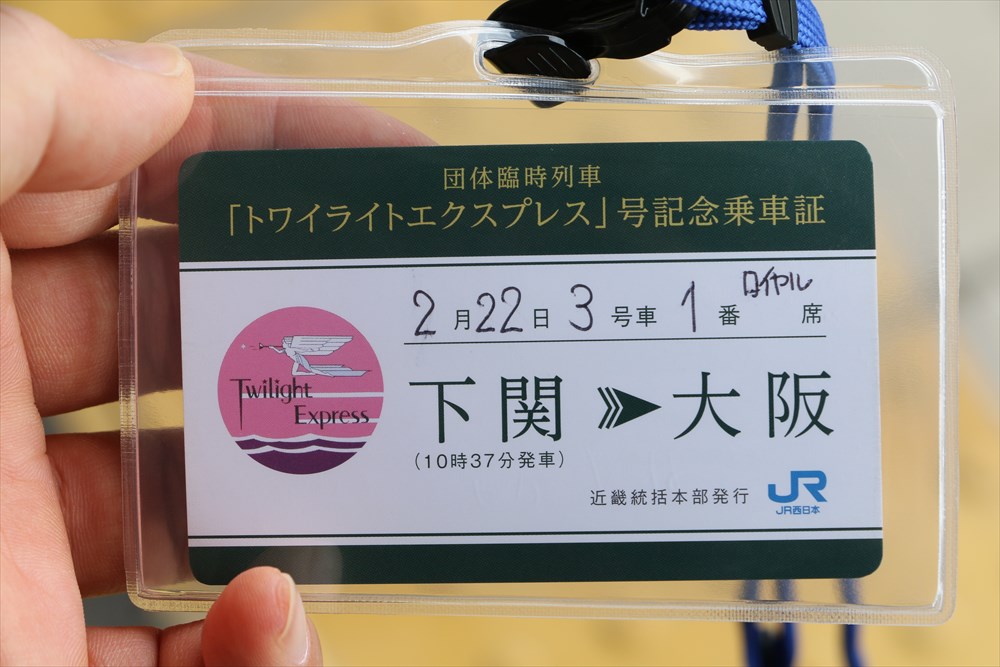 団体臨時列車
「トワイライトエクスプレス」号記念乗車証
2月22日 3号車 1番 ロイヤル 席
Twilight
Express
下関 大阪
(10時37分発車)
近畿統括本部発行
JR
JR西日本